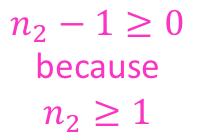 n₂ − 1 ≥ 0
because
n₂ ≥ 1